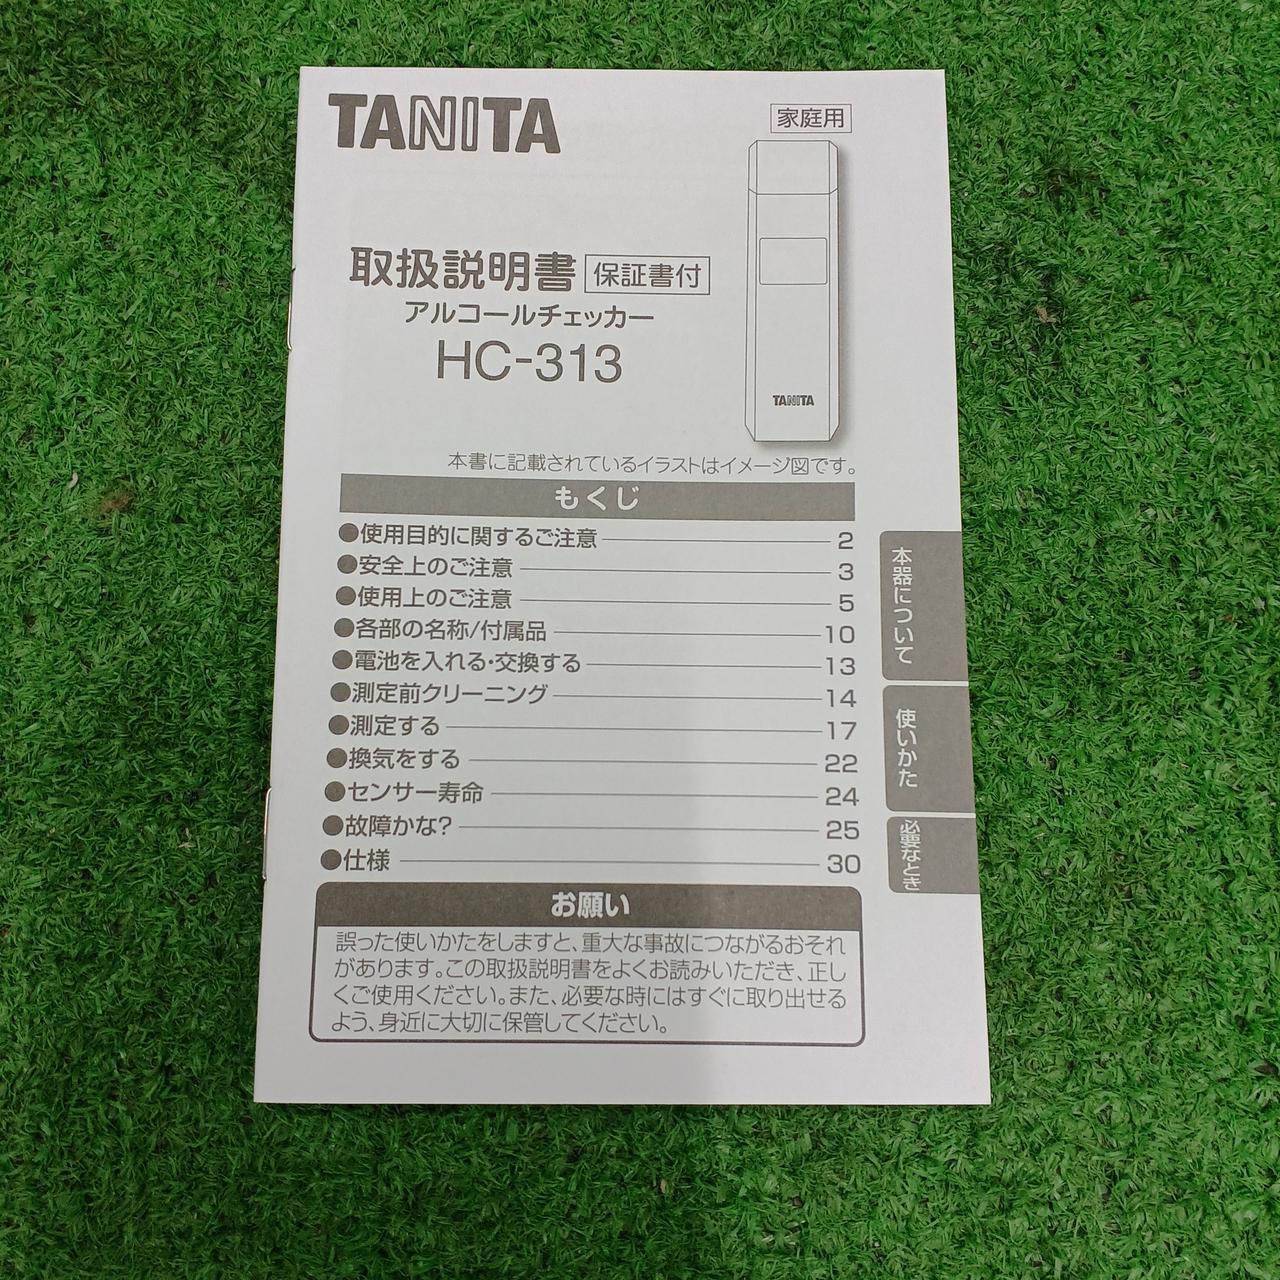 TANITA
家庭用
取扱説明書 保証書付
アルコールチェッカー
HC-313
TANITA
本書に記載されているイラストはイメージ図です。
もくじ
●使用目的に関するご注意 2
●安全上のご注意 3
●使用上のご注意 5
●各部の名称/付属品 10
●電池を入れる・交換する 13
●測定前クリーニング 14
●測定する 17
●換気をする 22
●センサー寿命 24
●故障かな? 25
●仕様 30
本器について
使いかた
必要なとき
お願い
誤った使いかたをしますと、重大な事故につながるおそれ
があります。この取扱説明書をよくお読みいただき、正し
くご使用ください。また、必要な時にはすぐに取り出せる
よう、身近に大切に保管してください。